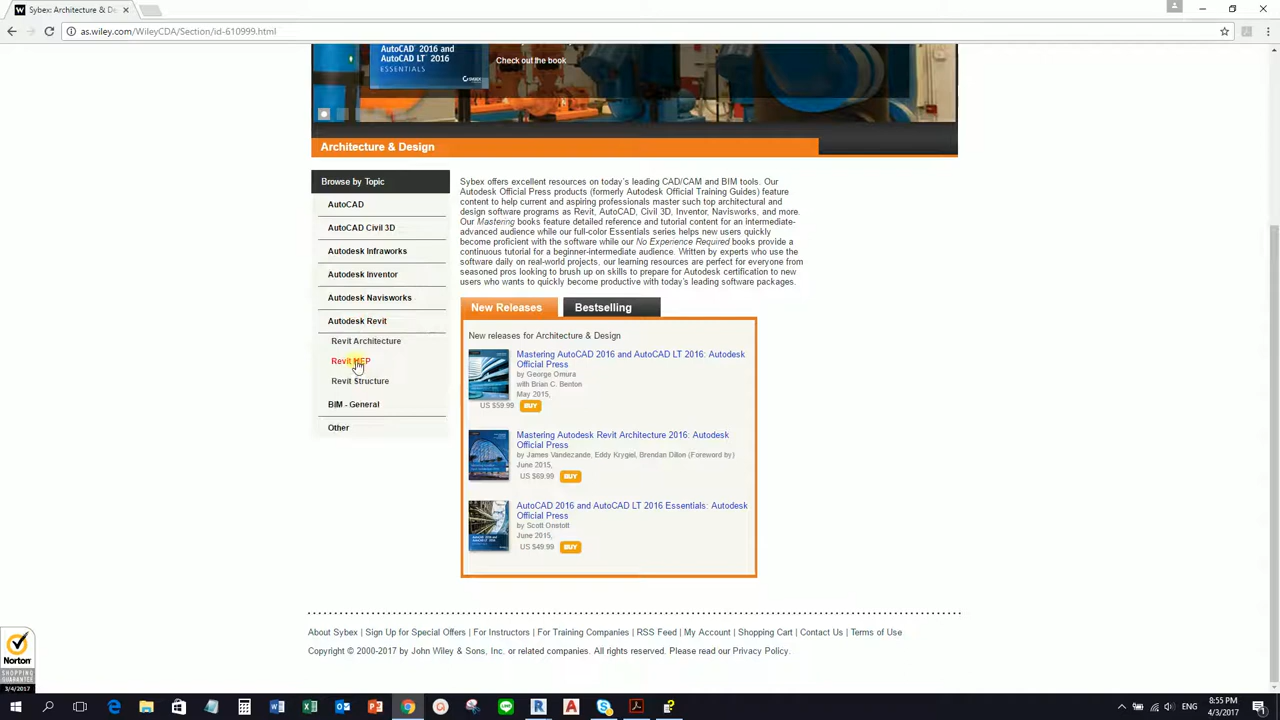 Sybex: Architecture & De
as.wiley.com/WileyCDA/Section/id-610999.html
AutoCAD 2016 and
AutoCAD LT 2016
ESSENTIALS
SYBEX
Check out the book
Architecture & Design
Browse by Topic
AutoCAD
AutoCAD Civil 3D
Autodesk Infraworks
Autodesk Inventor
Autodesk Navisworks
Autodesk Revit
Revit Architecture
Revit MEP
Revit Structure
BIM - General
Other
Sybex offers excellent resources on today's leading CAD/CAM and BIM tools. Our
Autodesk Official Press products (formerly Autodesk Official Training Guides) feature
content to help current and aspiring professionals master such top architectural and
design software programs as Revit, AutoCAD, Civil 3D, Inventor, Navisworks, and more.
Our Mastering books feature detailed reference and tutorial content for an intermediate-
advanced audience while our full-color Essentials series helps new users quickly
become proficient with the software while our No Experience Required books provide a
continuous tutorial for a beginner-intermediate audience. Written by experts who use the
software daily on real-world projects, our learning resources are perfect for everyone from
seasoned pros looking to brush up on skills to prepare for Autodesk certification to new
users who wants to quickly become productive with today's leading software packages.
New Releases
Bestselling
New releases for Architecture & Design
Mastering AutoCAD 2016 and AutoCAD LT 2016: Autodesk
Official Press
by George Omura
with Brian C. Benton
May 2015,
US $59.99 BUY
Mastering Autodesk Revit Architecture 2016: Autodesk
Official Press
by James Vandezande, Eddy Krygiel, Brendan Dillon (Foreword by)
June 2015,
US $69.99 BUY
AutoCAD 2016 and AutoCAD LT 2016 Essentials: Autodesk
Official Press
by Scott Onstott
June 2015,
US $49.99 BUY
About Sybex | Sign Up for Special Offers | For Instructors | For Training Companies | RSS Feed | My Account | Shopping Cart | Contact Us | Terms of Use
Copyright © 2000-2017 by John Wiley & Sons, Inc. or related companies. All rights reserved. Please read our Privacy Policy.
Norton
SHOPPING
GUARANTEE
3/4/2017
8:55 PM
4/3/2017